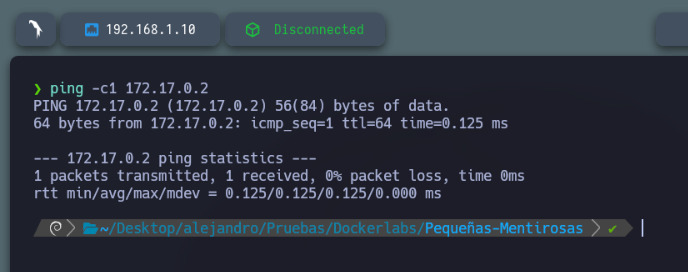 192.168.1.10 Disconnected
❯ ping -c1 172.17.0.2
PING 172.17.0.2 (172.17.0.2) 56(84) bytes of data.
64 bytes from 172.17.0.2: icmp_seq=1 ttl=64 time=0.125 ms
--- 172.17.0.2 ping statistics ---
1 packets transmitted, 1 received, 0% packet loss, time 0ms
rtt min/avg/max/mdev = 0.125/0.125/0.125/0.000 ms
~/Desktop/alejandro/Pruebas/Dockerlabs/Pequeñas-Mentirosas ✔